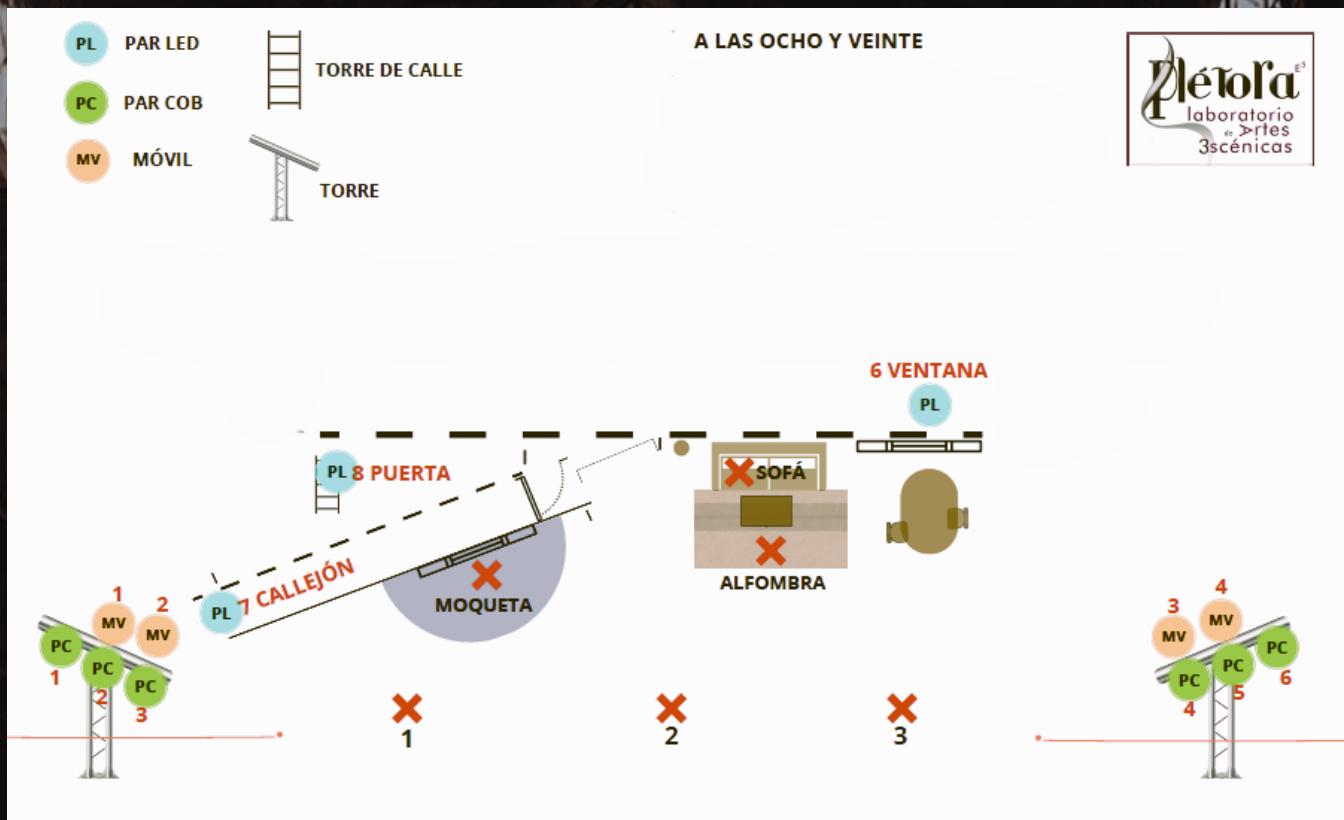 PL PAR LED
PC PAR COB
MV MÓVIL
TORRE DE CALLE
TORRE
A LAS OCHO Y VEINTE
Plétora ES
laboratorio
de Artes
3scénicas
6 VENTANA
PL
PL 8 PUERTA
SOFÁ
ALFOMBRA
PL 7 CALLEJÓN
MOQUETA
1 2
MV MV
PC PC PC
1 2 3
3 4
MV MV
PC PC PC
4 5 6
1 2 3